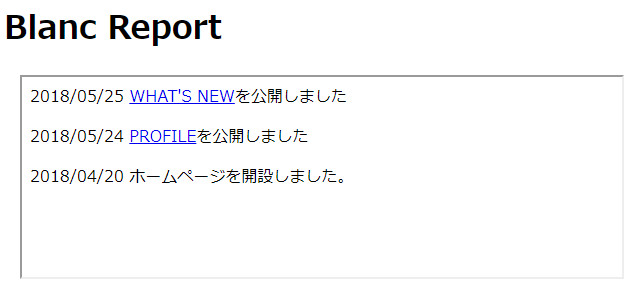 Blanc Report
2018/05/25 WHAT'S NEWを公開しました
2018/05/24 PROFILEを公開しました
2018/04/20 ホームページを開設しました。